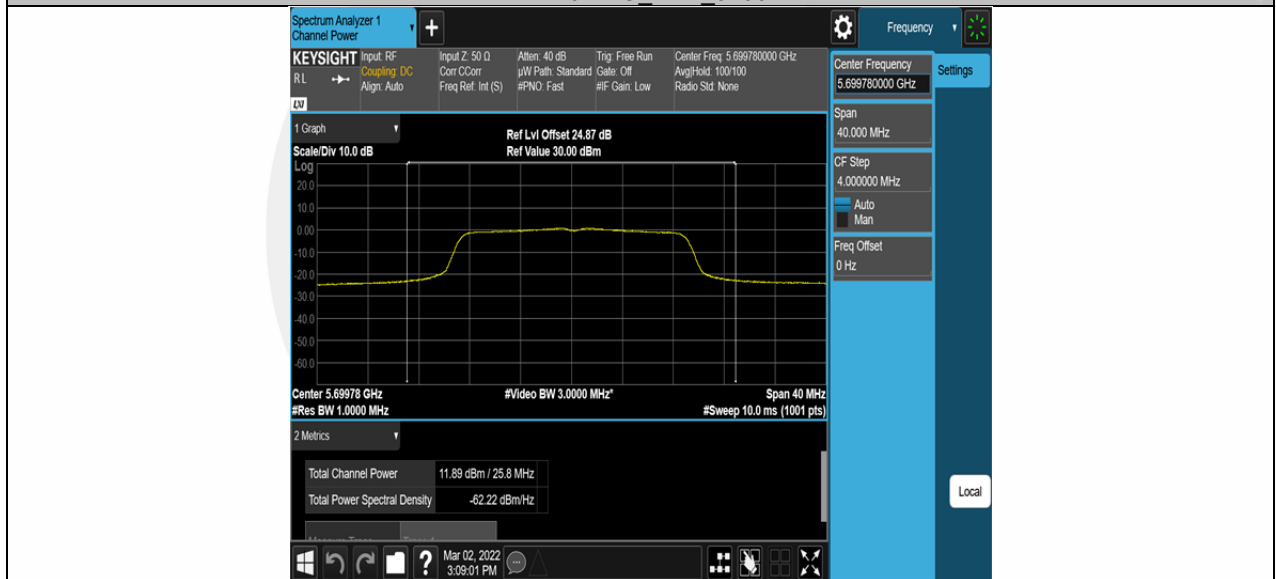 Spectrum Analyzer 1
Channel Power
+
Frequency
KEYSIGHT
RL
LXI
Input: RF
Coupling: DC
Align: Auto
Input Z: 50 Ω
Corr CCorr
Freq Ref: Int (S)
Atten: 40 dB
µW Path: Standard
#PNO: Fast
Trig: Free Run
Gate: Off
#IF Gain: Low
Center Freq: 5.699780000 GHz
Avg|Hold: 100/100
Radio Std: None
Center Frequency
5.699780000 GHz
Settings
Span
40.000 MHz
CF Step
4.000000 MHz
Auto
Man
Freq Offset
0 Hz
1 Graph
Scale/Div 10.0 dB
Ref Lvl Offset 24.87 dB
Ref Value 30.00 dBm
Log
20.0
10.0
0.00
-10.0
-20.0
-30.0
-40.0
-50.0
-60.0
Center 5.69978 GHz
#Res BW 1.0000 MHz
#Video BW 3.0000 MHz*
Span 40 MHz
#Sweep 10.0 ms (1001 pts)
2 Metrics
Total Channel Power 11.89 dBm / 25.8 MHz
Total Power Spectral Density -62.22 dBm/Hz
Local
?
Mar 02, 2022
3:09:01 PM